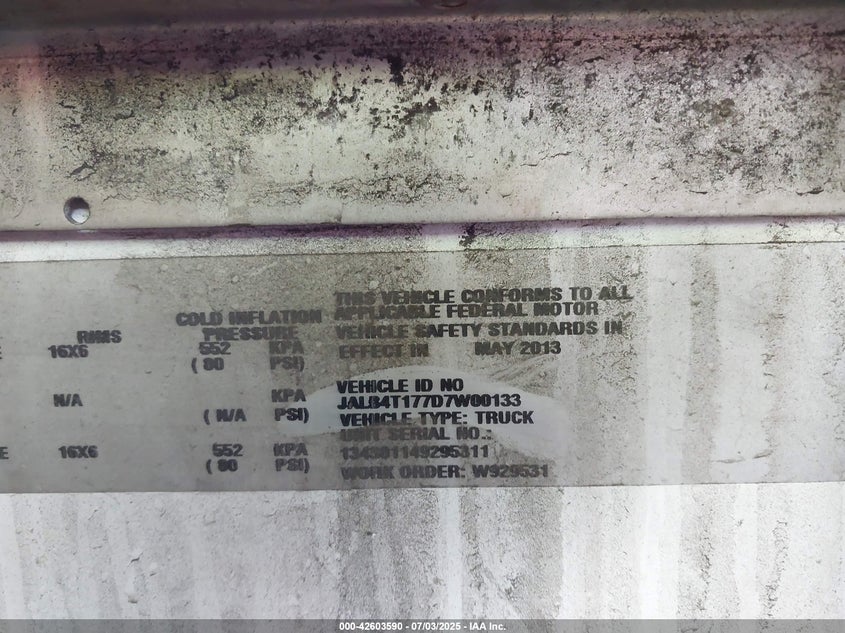 THIS VEHICLE CONFORMS TO ALL
COLD INFLATION APPLICABLE FEDERAL MOTOR
RIMS PRESSURE VEHICLE SAFETY STANDARDS IN
E 16X6 552 KPA EFFECT IN MAY 2013
( 80 PSI)
VEHICLE ID NO
N/A KPA JALB4T177D7W00133
( N/A PSI) VEHICLE TYPE: TRUCK
UNIT SERIAL NO.:
E 16X6 552 KPA 134301149295311
( 80 PSI) WORK ORDER: W929531
000-42603590 - 07/03/2025 - IAA Inc.